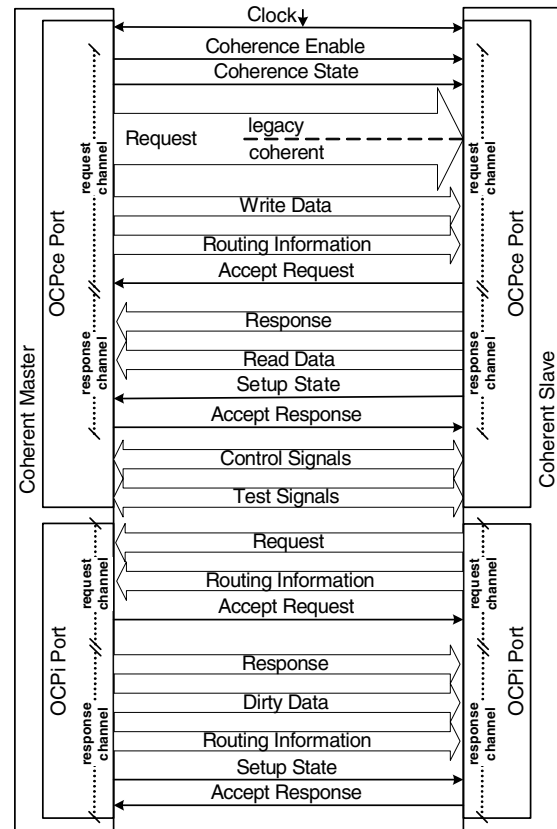 Clock
Coherence Enable
Coherence State
Request
legacy
coherent
Write Data
Routing Information
Accept Request
Response
Read Data
Setup State
Accept Response
Control Signals
Test Signals
Request
Routing Information
Accept Request
Response
Dirty Data
Routing Information
Setup State
Accept Response
Coherent Master
OCPce Port
request
channel
response
channel
OCPi Port
request
channel
response
channel
request
channel
response
channel
OCPce Port
request
channel
response
channel
OCPi Port
Coherent Slave